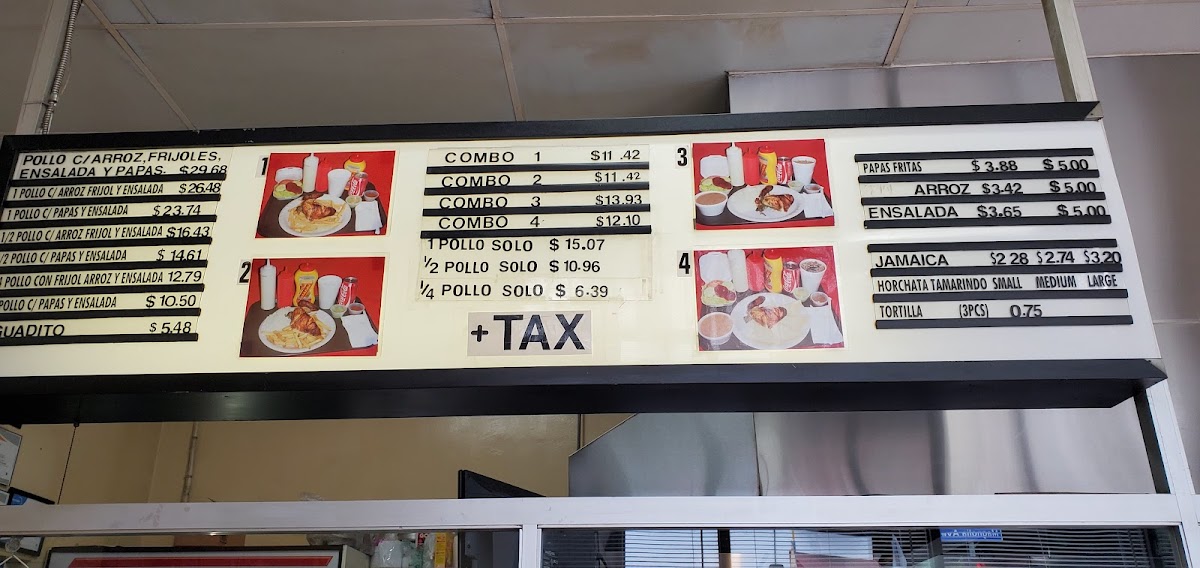 POLLO C/ARROZ, FRIJOLES,
ENSALADA Y PAPAS. $29.68
1 POLLO C/ ARROZ FRIJOL Y ENSALADA $26.48
1 POLLO C/ PAPAS Y ENSALADA $23.74
1/2 POLLO C/ ARROZ FRIJOL Y ENSALADA $16.43
/2 POLLO C/ PAPAS Y ENSALADA $ 14.61
POLLO CON FRIJOL ARROZ Y ENSALADA 12.79
POLLO C/ PAPAS Y ENSALADA $10.50
GUADITO $5.48
1
2
COMBO 1 $11.42
COMBO 2 $11.42
COMBO 3 $13.93
COMBO 4 $12.10
1 POLLO SOLO $ 15.07
1/2 POLLO SOLO $ 10.96
1/4 POLLO SOLO $ 6.39
+ TAX
3
4
PAPAS FRITAS $3.88 $5.00
ARROZ $3.42 $5.00
ENSALADA $3.65 $5.00
JAMAICA $2.28 $2.74 $3.20
HORCHATA TAMARINDO SMALL MEDIUM LARGE
TORTILLA (3PCS) 0.75
Coca-Cola
Magnolia Ave